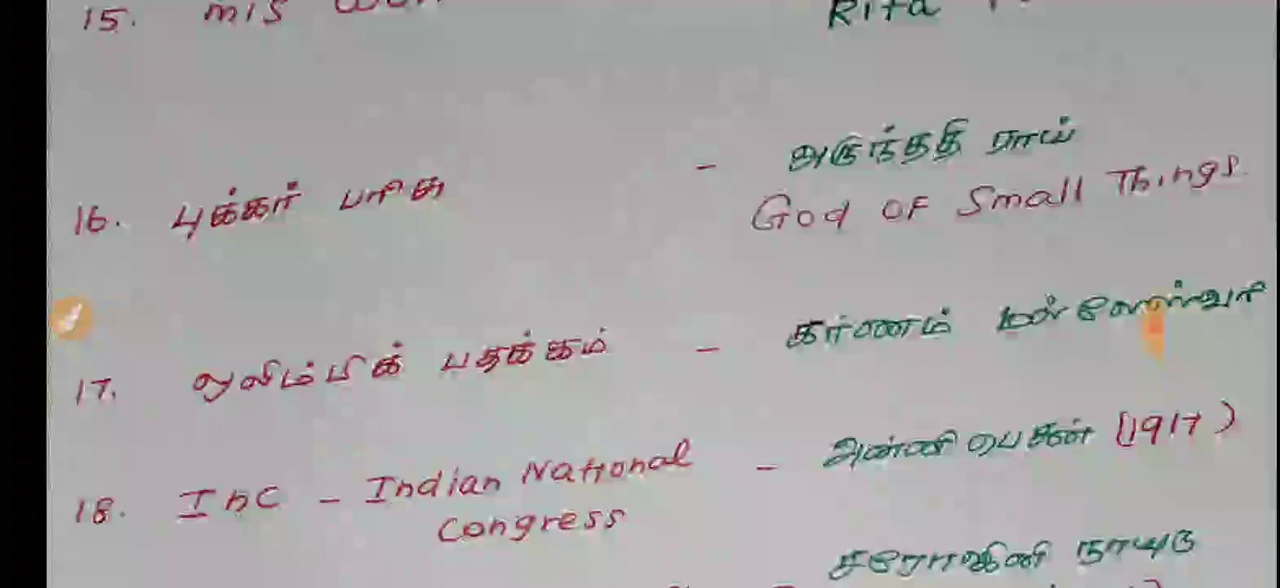 15. mis
Rita
16. புக்கர் பரிசு - அருந்ததி ராய்
God OF Small Things.
17. ஒலிம்பிக் பதக்கம் - கர்ணம் மல்லேஸ்வரி
18. INC - Indian National - அன்னி பெசன்ட் (1917)
Congress
சரோஜினி நாயுடு